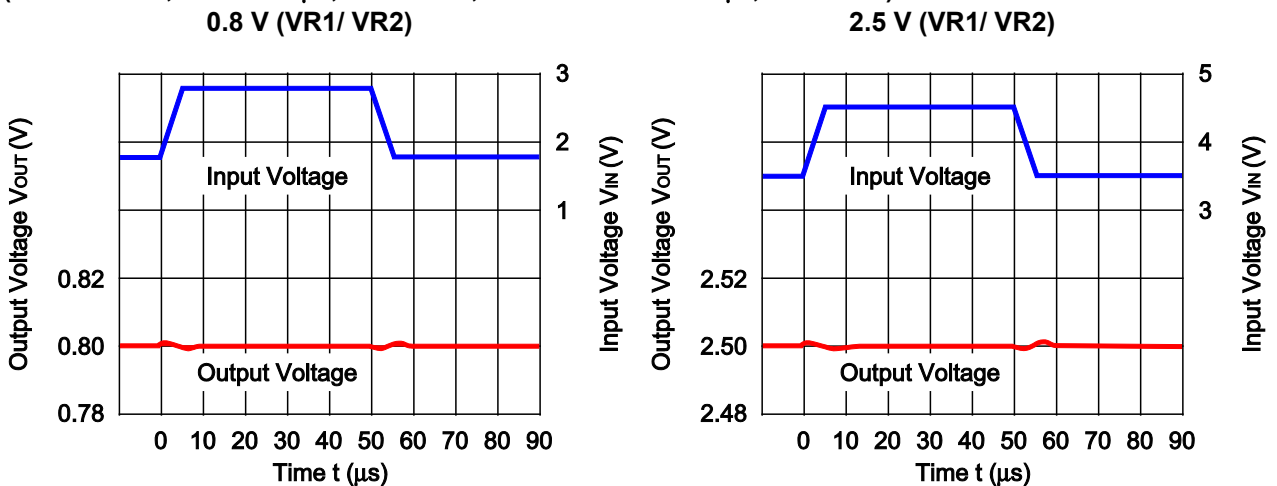 0.8 V (VR1/ VR2)
Output Voltage VOUT (V)
0.82
0.80
0.78
3
2
1
Input Voltage VIN (V)
Input Voltage
Output Voltage
0 10 20 30 40 50 60 70 80 90
Time t (μs)
2.5 V (VR1/ VR2)
Output Voltage VOUT (V)
2.52
2.50
2.48
5
4
3
Input Voltage VIN (V)
Input Voltage
Output Voltage
0 10 20 30 40 50 60 70 80 90
Time t (μs)